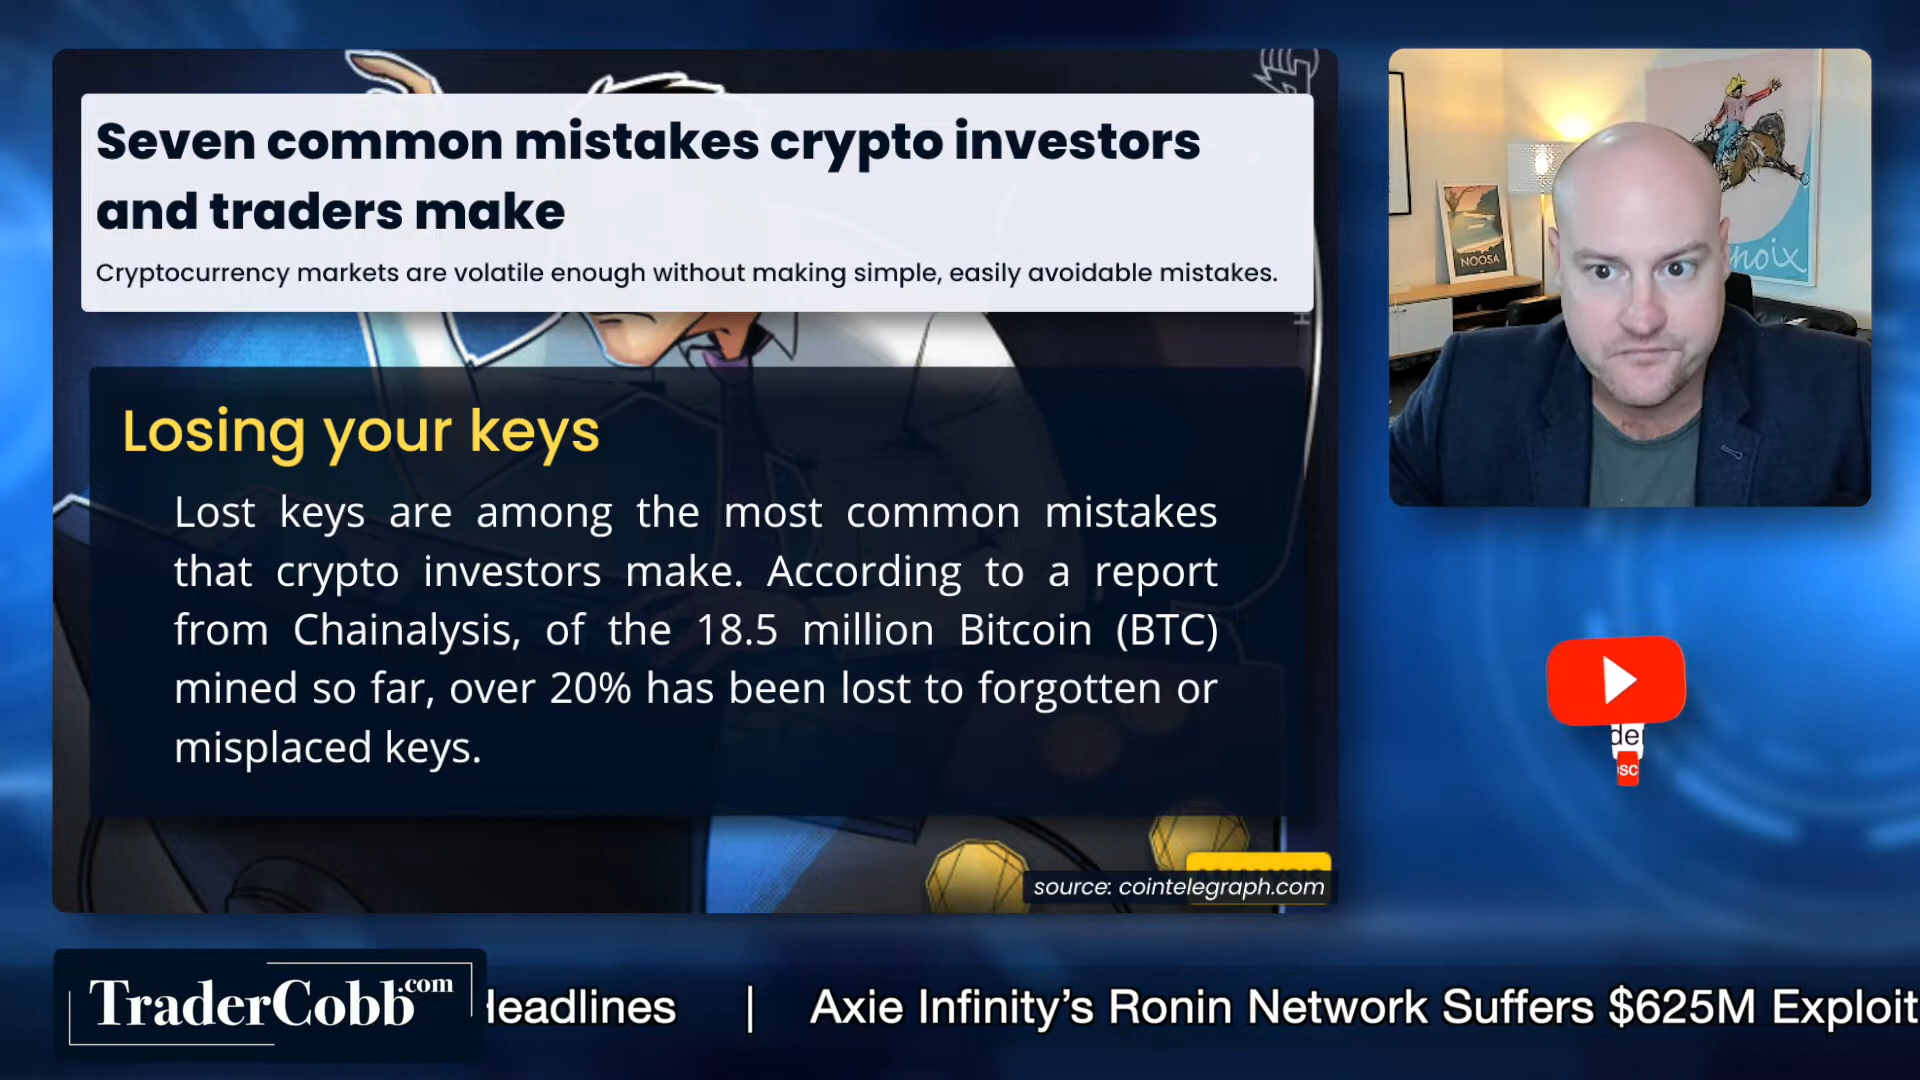 Seven common mistakes crypto investors
and traders make
Cryptocurrency markets are volatile enough without making simple, easily avoidable mistakes.
Losing your keys
Lost keys are among the most common mistakes
that crypto investors make. According to a report
from Chainalysis, of the 18.5 million Bitcoin (BTC)
mined so far, over 20% has been lost to forgotten or
misplaced keys.
source: cointelegraph.com
NOOSA
noix
TraderCobb.com
Headlines | Axie Infinity’s Ronin Network Suffers $625M Exploit